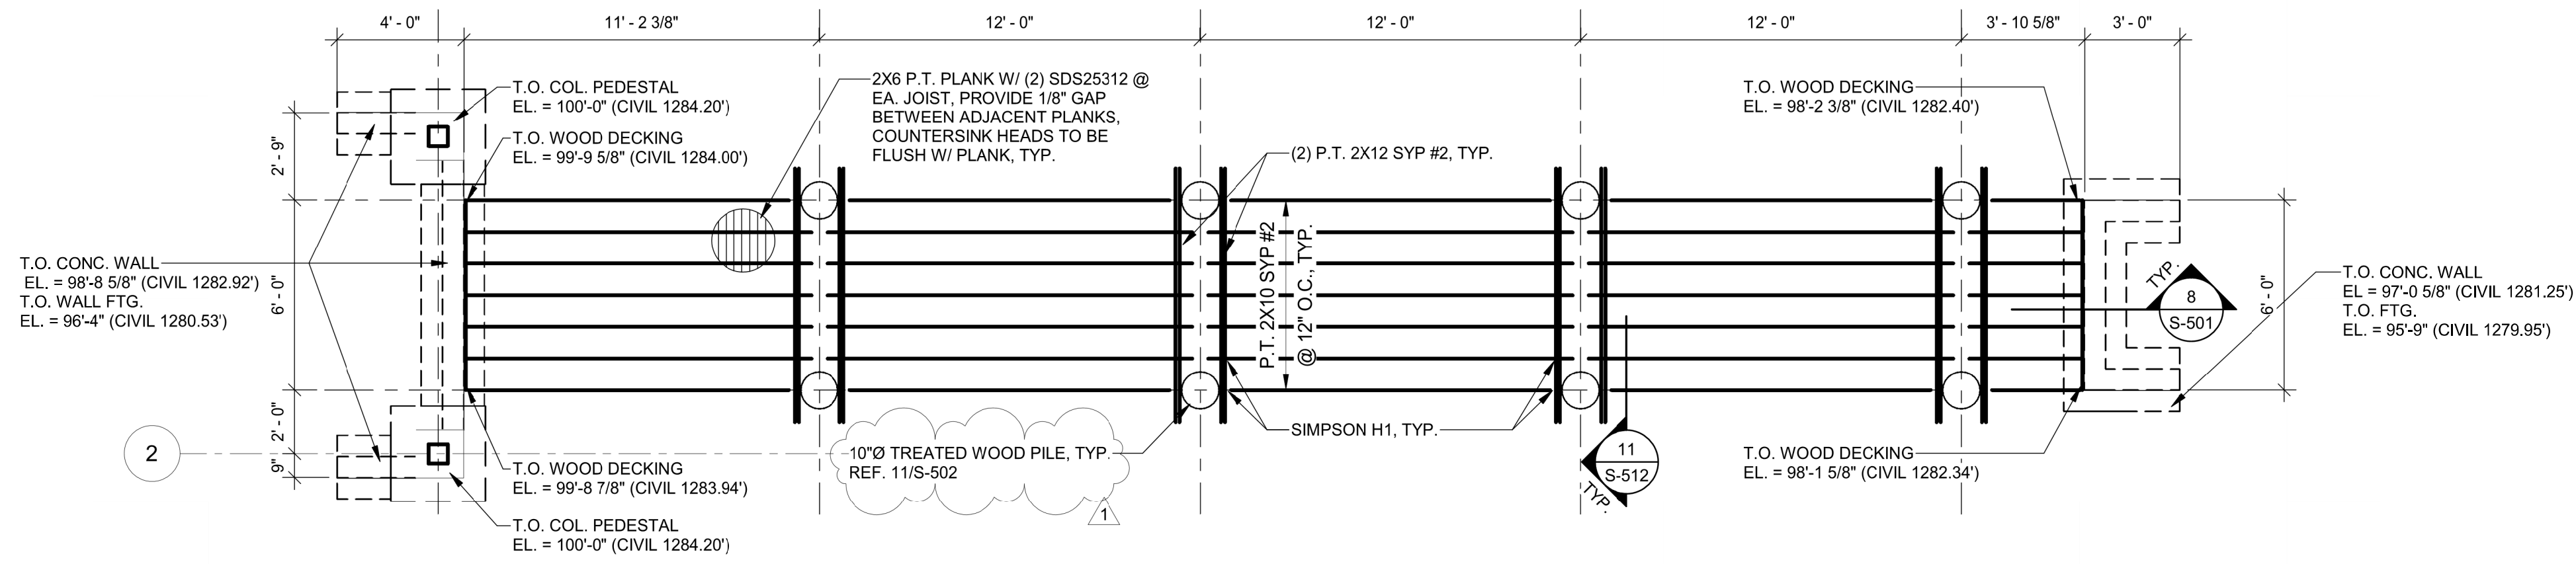 4' - 0"
11' - 2 3/8"
12' - 0"
12' - 0"
12' - 0"
3' - 10 5/8"
3' - 0"
T.O. COL. PEDESTAL
EL. = 100'-0" (CIVIL 1284.20')
T.O. WOOD DECKING
EL. = 99'-9 5/8" (CIVIL 1284.00')
2X6 P.T. PLANK W/ (2) SDS25312 @
EA. JOIST, PROVIDE 1/8" GAP
BETWEEN ADJACENT PLANKS,
COUNTERSINK HEADS TO BE
FLUSH W/ PLANK, TYP.
(2) P.T. 2X12 SYP #2, TYP.
T.O. WOOD DECKING
EL. = 98'-2 3/8" (CIVIL 1282.40')
2' - 9"
6' - 0"
2' - 0"
9"
T.O. CONC. WALL
EL. = 98'-8 5/8" (CIVIL 1282.92')
T.O. WALL FTG.
EL. = 96'-4" (CIVIL 1280.53')
P.T. 2X10 SYP #2
@ 12" O.C., TYP.
TYP.
8
S-501
6' - 0"
T.O. CONC. WALL
EL = 97'-0 5/8" (CIVIL 1281.25')
T.O. FTG.
EL. = 95'-9" (CIVIL 1279.95')
2
10"Ø TREATED WOOD PILE, TYP.
REF. 11/S-502
1
SIMPSON H1, TYP.
11
S-512
TYP.
T.O. WOOD DECKING
EL. = 98'-1 5/8" (CIVIL 1282.34')
T.O. WOOD DECKING
EL. = 99'-8 7/8" (CIVIL 1283.94')
T.O. COL. PEDESTAL
EL. = 100'-0" (CIVIL 1284.20')